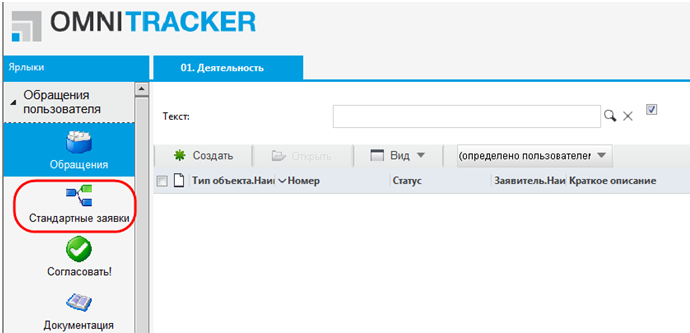 OMNITRACKER
Ярлыки
01. Деятельность
Обращения
пользователя
Обращения
Стандартные заявки
Согласовать!
Документация
Текст:
Создать
Открыть
Вид
(определено пользователем
Тип объекта.Наи
Номер
Статус
Заявитель.Наи
Краткое описание